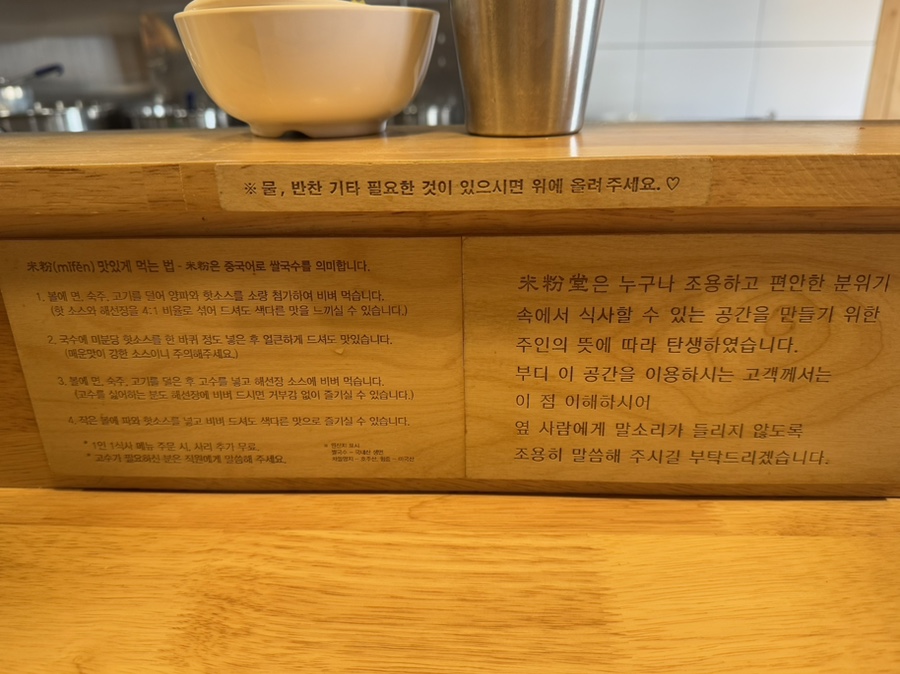 ※ 물, 반찬 기타 필요한 것이 있으시면 위에 올려 주세요. ♡
米粉(mǐfěn) 맛있게 먹는 법 - 米粉은 중국어로 쌀국수를 의미합니다.
1. 볼에 면, 숙주, 고기를 덜어 양파와 핫소스를 소량 첨가하여 비벼 먹습니다.
(핫 소스와 해선장을 4:1 비율로 섞어 드셔도 색다른 맛을 느끼실 수 있습니다.)
2. 국수에 미분당 핫소스를 한 바퀴 정도 넣은 후 얼큰하게 드셔도 맛있습니다.
(매운맛이 강한 소스이니 주의해주세요.)
3. 볼에 면, 숙주, 고기를 덜은 후 고수를 넣고 해선장 소스에 비벼 먹습니다.
(고수를 싫어하는 분도 해선장에 비벼 드시면 거부감 없이 즐기실 수 있습니다.)
4. 작은 볼에 파와 핫소스를 넣고 비벼 드셔도 색다른 맛으로 즐기실 수 있습니다.
* 1인 1식사 메뉴 주문 시, 사리 추가 무료.
* 고수가 필요하신 분은 직원에게 말씀해 주세요.
※ 원산지 표시
쌀국수 - 국내산 생면
米粉堂은 누구나 조용하고 편안한 분위기
속에서 식사할 수 있는 공간을 만들기 위한
주인의 뜻에 따라 탄생하였습니다.
부디 이 공간을 이용하시는 고객께서는
이 점 이해하시어
옆 사람에게 말소리가 들리지 않도록
조용히 말씀해 주시길 부탁드리겠습니다.